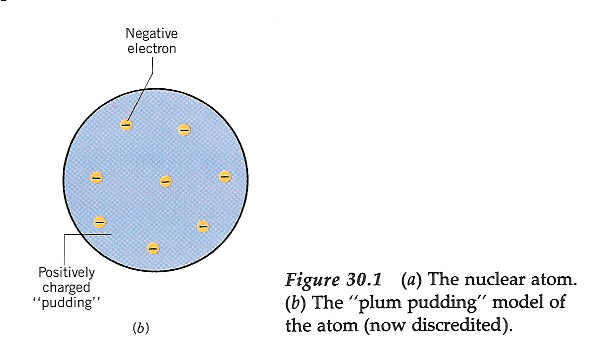 Negative
electron
Positively
charged
"pudding"
(b)
Figure 30.1 (a) The nuclear atom.
(b) The "plum pudding" model of
the atom (now discredited).